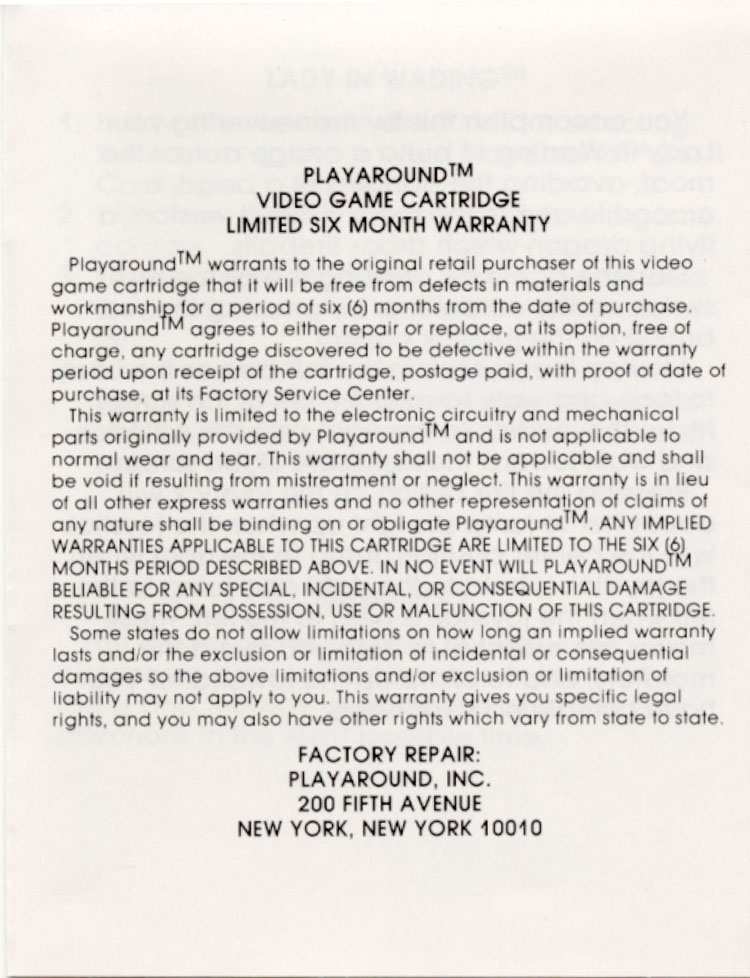 PLAYAROUND™
VIDEO GAME CARTRIDGE
LIMITED SIX MONTH WARRANTY
Playaround™ warrants to the original retail purchaser of this video
game cartridge that it will be free from defects in materials and
workmanship for a period of six (6) months from the date of purchase.
Playaround™ agrees to either repair or replace, at its option, free of
charge, any cartridge discovered to be defective within the warranty
period upon receipt of the cartridge, postage paid, with proof of date of
purchase, at its Factory Service Center.
This warranty is limited to the electronic circuitry and mechanical
parts originally provided by Playaround™ and is not applicable to
normal wear and tear. This warranty shall not be applicable and shall
be void if resulting from mistreatment or neglect. This warranty is in lieu
of all other express warranties and no other representation of claims of
any nature shall be binding on or obligate Playaround™. ANY IMPLIED
WARRANTIES APPLICABLE TO THIS CARTRIDGE ARE LIMITED TO THE SIX (6)
MONTHS PERIOD DESCRIBED ABOVE. IN NO EVENT WILL PLAYAROUND™
BELIABLE FOR ANY SPECIAL, INCIDENTAL, OR CONSEQUENTIAL DAMAGE
RESULTING FROM POSSESSION, USE OR MALFUNCTION OF THIS CARTRIDGE.
Some states do not allow limitations on how long an implied warranty
lasts and/or the exclusion or limitation of incidental or consequential
damages so the above limitations and/or exclusion or limitation of
liability may not apply to you. This warranty gives you specific legal
rights, and you may also have other rights which vary from state to state.
FACTORY REPAIR:
PLAYAROUND, INC.
200 FIFTH AVENUE
NEW YORK, NEW YORK 10010